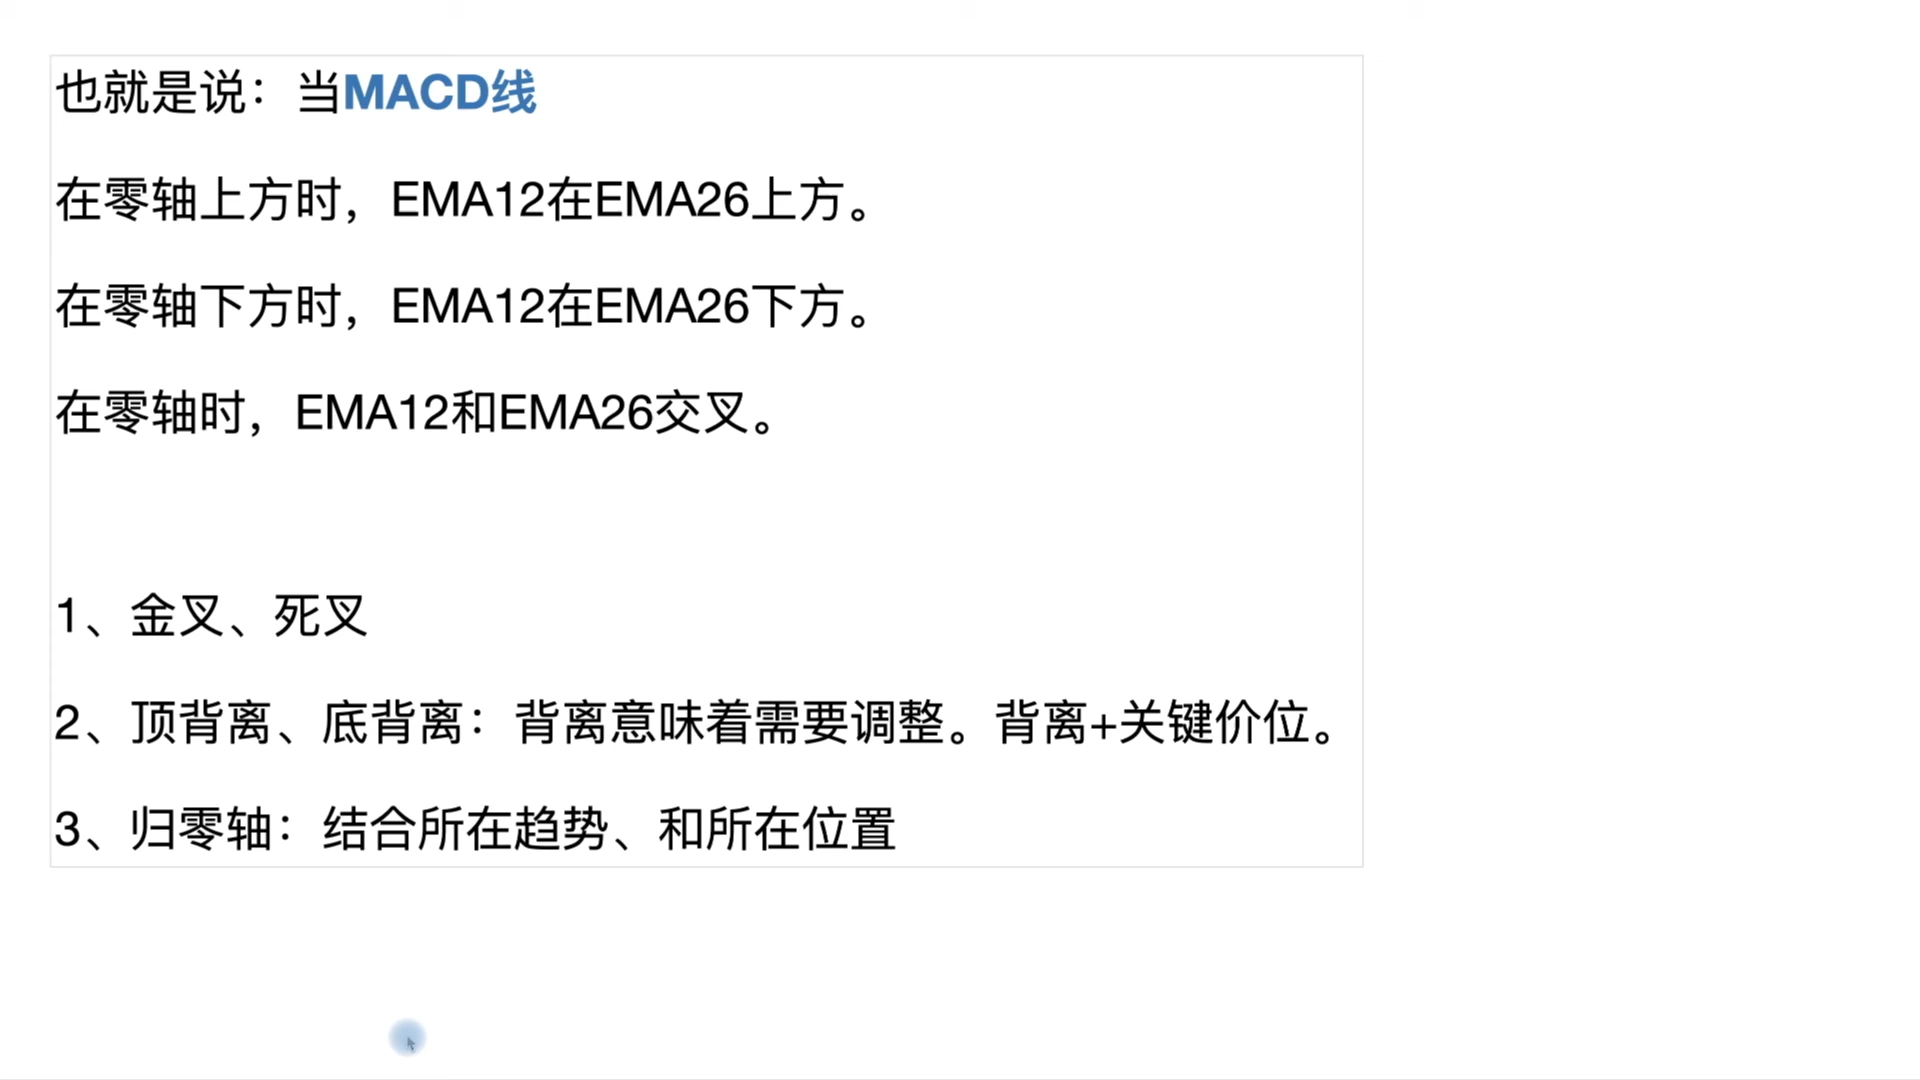 也就是说：当MACD线
在零轴上方时，EMA12在EMA26上方。
在零轴下方时，EMA12在EMA26下方。
在零轴时，EMA12和EMA26交叉。
1、金叉、死叉
2、顶背离、底背离：背离意味着需要调整。背离+关键价位。
3、归零轴：结合所在趋势、和所在位置